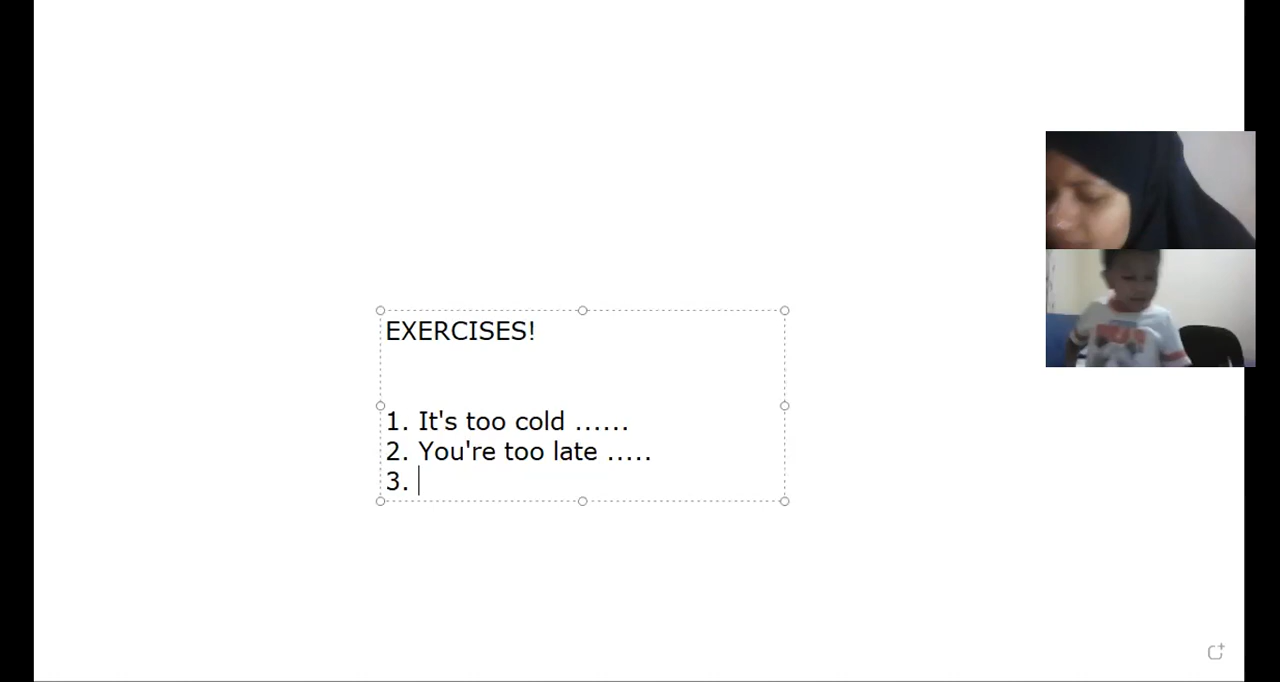 EXERCISES!
1. It's too cold ......
2. You're too late .....
3.